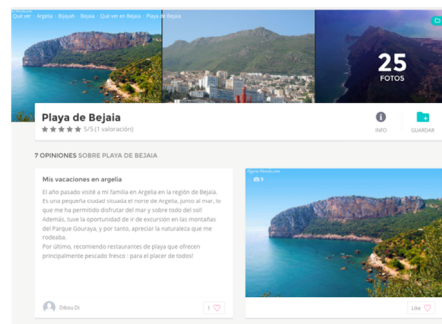 Qué ver Argelia Bejaïa Bejaia Qué ver en Bejaia Playa de Bejaia
25
FOTOS
Playa de Bejaia
5/5 (1 valoración)
INFO
GUARDAR
7 OPINIONES SOBRE PLAYA DE BEJAIA
Mis vacaciones en argelia
El año pasado visité a mi familia en Argelia en la región de Bejaia.
Es una pequeña ciudad situada el norte de Argelia, junto al mar, lo
que me ha permitido disfrutar del mar y sobre todo del sol!
Además, tuve la oportunidad de ir de excursión en las montañas
del Parque Gouraya, y por tanto, apreciar la naturaleza que me
rodeaba.
Por último, recomiendo restaurantes de playa que ofrecen
principalmente pescado fresco : para el placer de todos!
1
9
Like